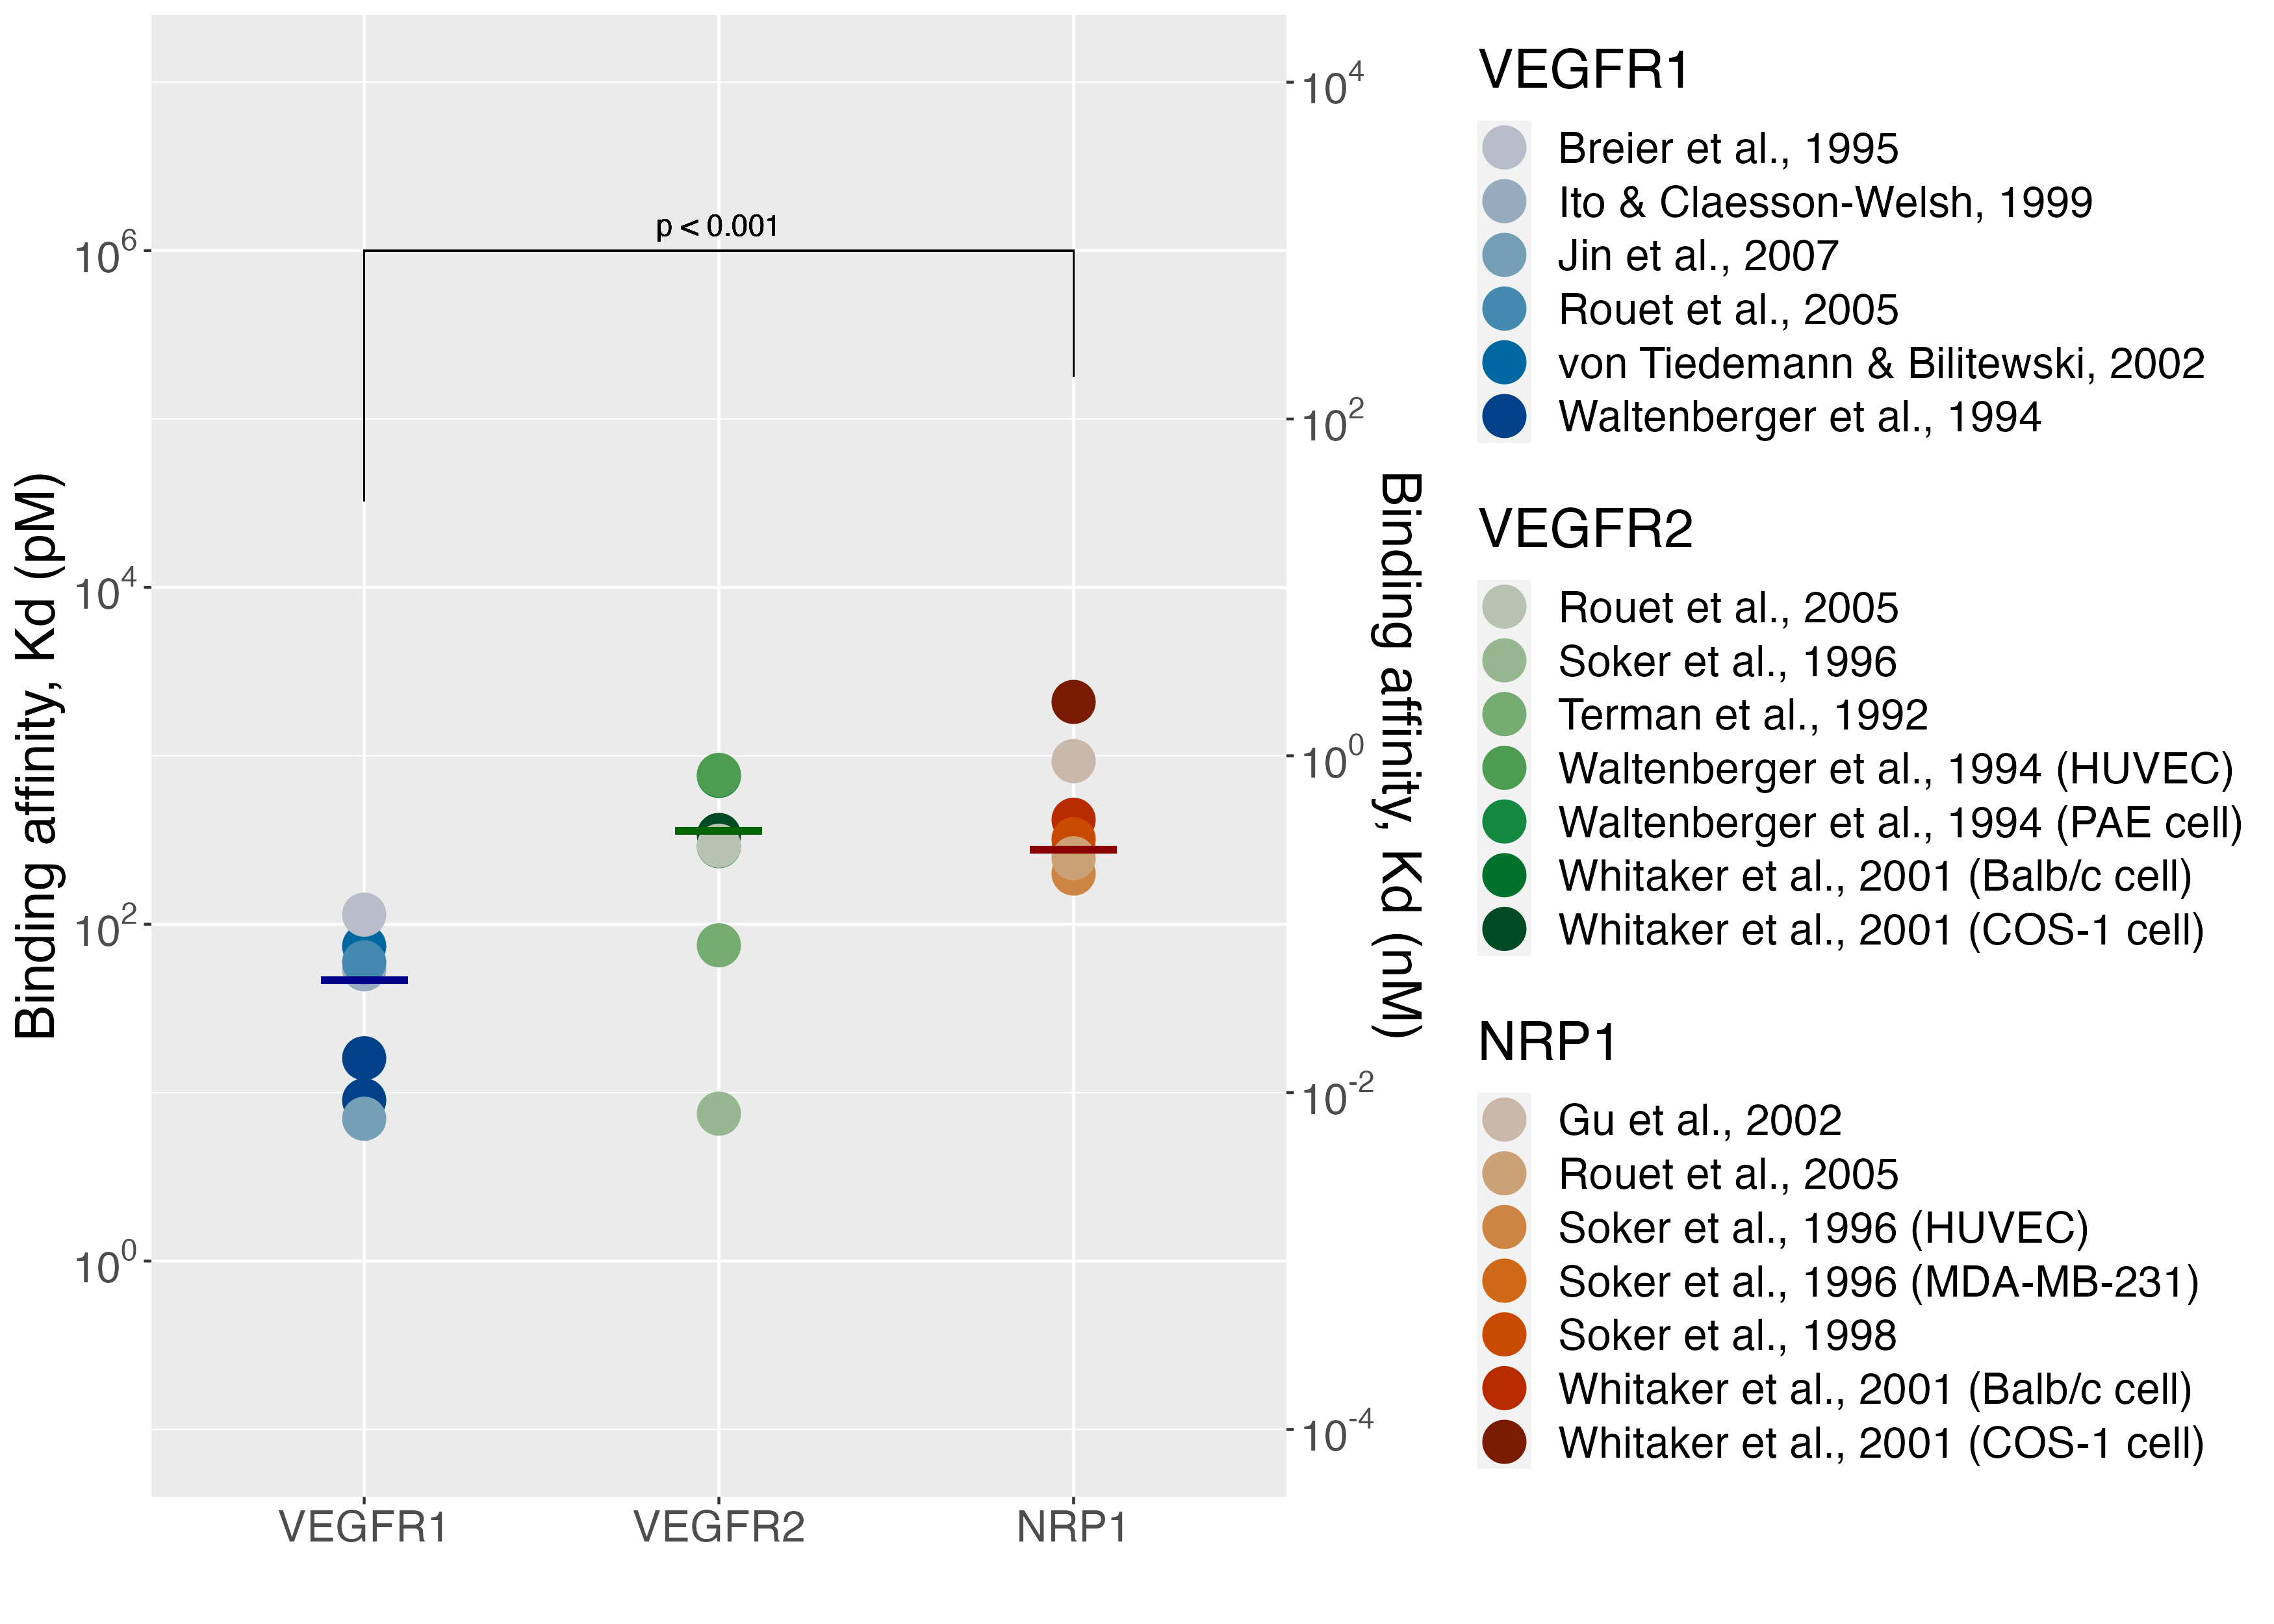 Binding affinity, Kd (pM)
10^6
10^4
10^2
10^0
p < 0.001
VEGFR1
VEGFR2
NRP1
10^4
10^2
10^0
10^-2
10^-4
Binding affinity, Kd (nM)
VEGFR1
Breier et al., 1995
Ito & Claesson-Welsh, 1999
Jin et al., 2007
Rouet et al., 2005
von Tiedemann & Bilitewski, 2002
Waltenberger et al., 1994
VEGFR2
Rouet et al., 2005
Soker et al., 1996
Terman et al., 1992
Waltenberger et al., 1994 (HUVEC)
Waltenberger et al., 1994 (PAE cell)
Whitaker et al., 2001 (Balb/c cell)
Whitaker et al., 2001 (COS-1 cell)
NRP1
Gu et al., 2002
Rouet et al., 2005
Soker et al., 1996 (HUVEC)
Soker et al., 1996 (MDA-MB-231)
Soker et al., 1998
Whitaker et al., 2001 (Balb/c cell)
Whitaker et al., 2001 (COS-1 cell)